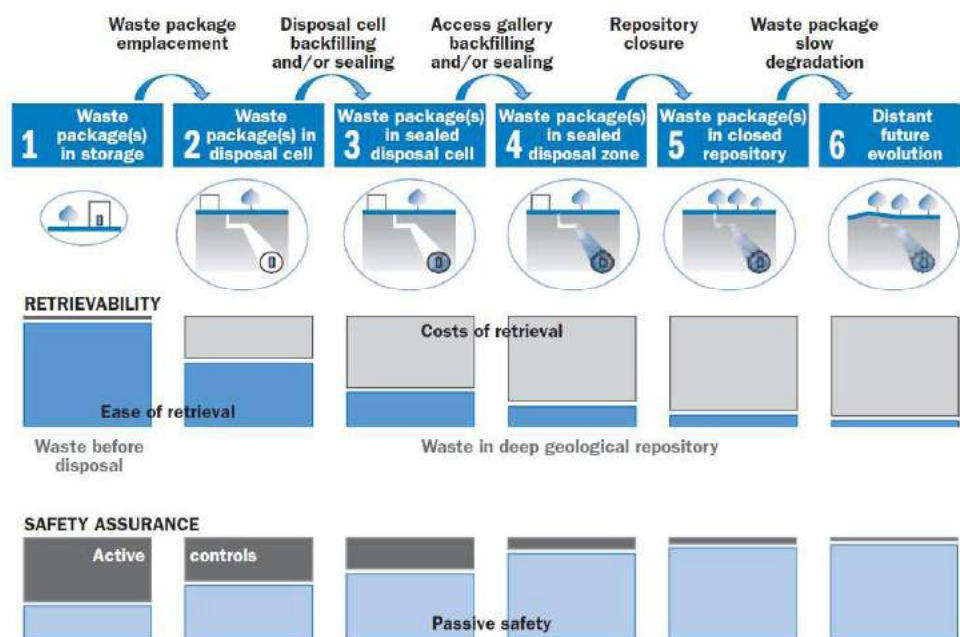 Waste package
emplacement
Disposal cell
backfilling
and/or sealing
Access gallery
backfilling
and/or sealing
Repository
closure
Waste package
slow
degradation
1 Waste
package(s)
in storage
2 Waste
package(s) in
disposal cell
3 Waste package(s)
in sealed
disposal cell
4 Waste package(s)
in sealed
disposal zone
5 Waste package(s)
in closed
repository
6 Distant
future
evolution
RETRIEVABILITY
Costs of retrieval
Ease of retrieval
Waste before
disposal
Waste in deep geological repository
SAFETY ASSURANCE
Active controls
Passive safety